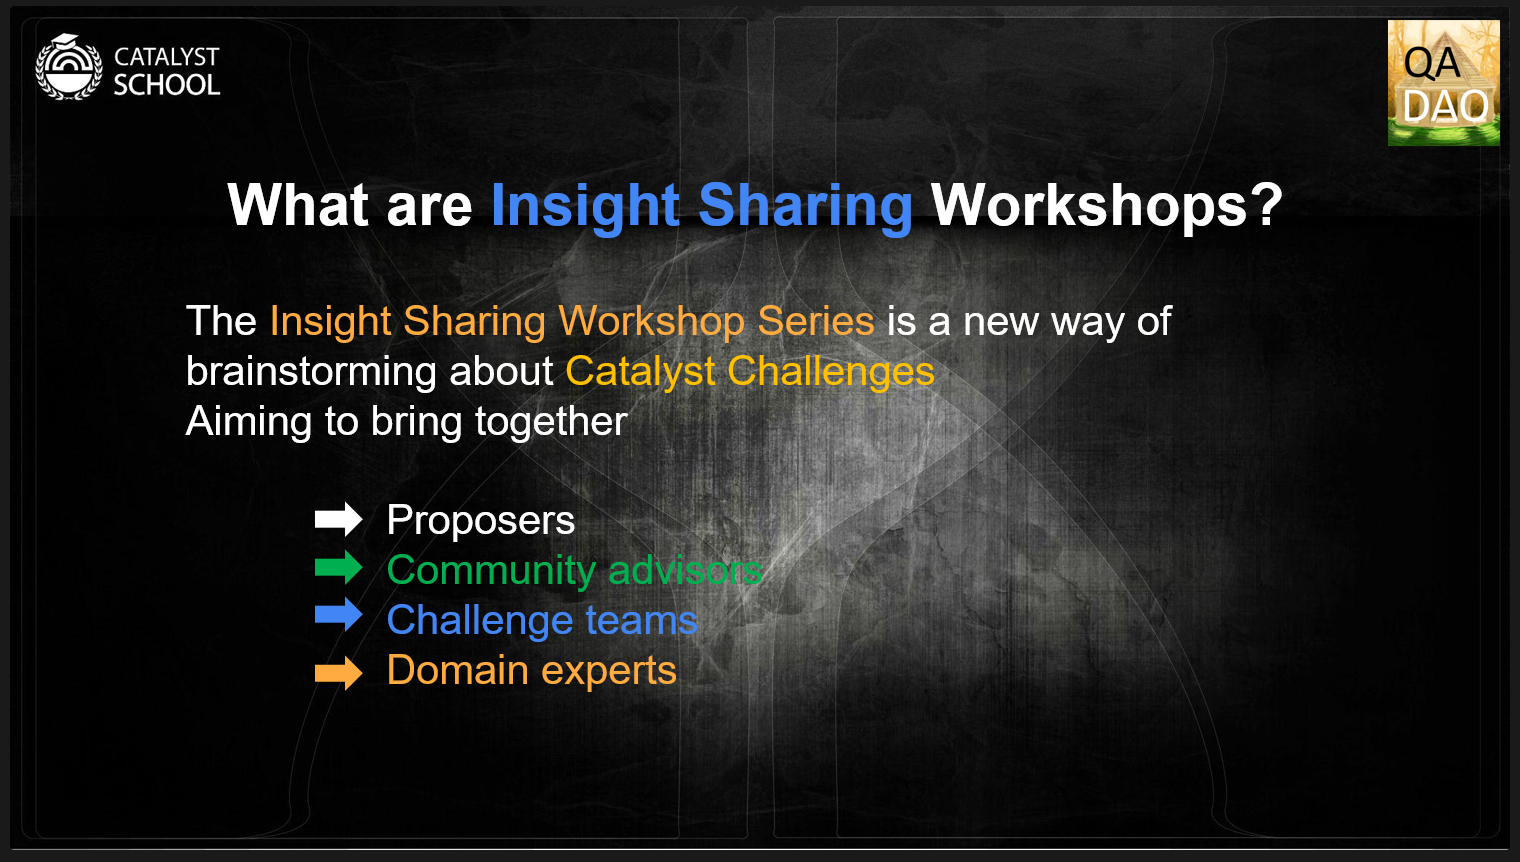 CATALYST
SCHOOL
QA
DAO
What are Insight Sharing Workshops?
The Insight Sharing Workshop Series is a new way of
brainstorming about Catalyst Challenges
Aiming to bring together
Proposers
Community advisors
Challenge teams
Domain experts